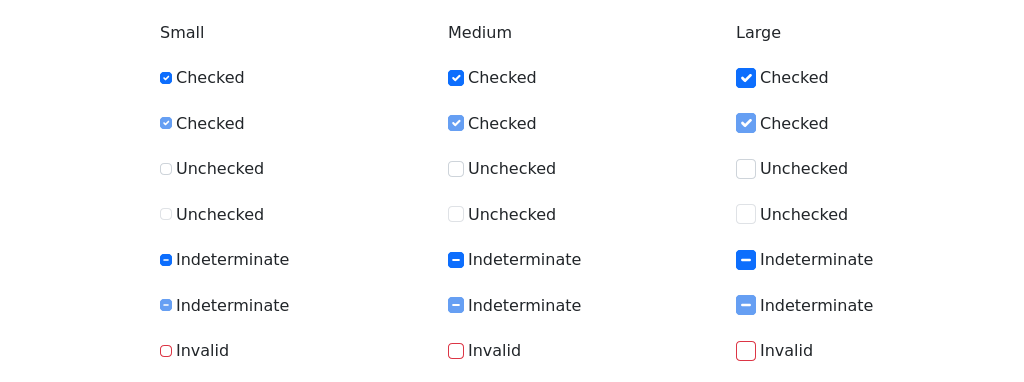 Small Medium Large
Checked Checked Checked
Checked Checked Checked
Unchecked Unchecked Unchecked
Unchecked Unchecked Unchecked
Indeterminate Indeterminate Indeterminate
Indeterminate Indeterminate Indeterminate
Invalid Invalid Invalid